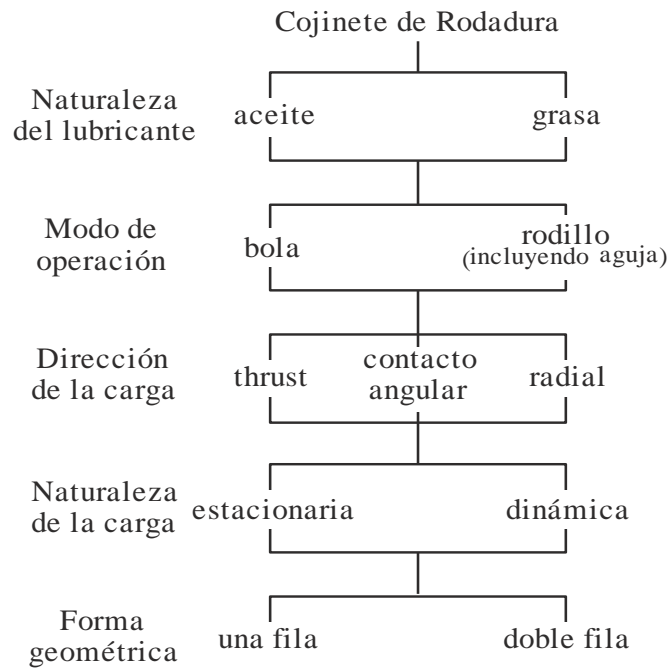 Cojinete de Rodadura
Naturaleza
del lubricante
aceite
grasa
Modo de
operación
bola
rodillo
(incluyendo aguja)
Dirección
de la carga
thrust
contacto
angular
radial
Naturaleza
de la carga
estacionaria
dinámica
Forma
geométrica
una fila
doble fila